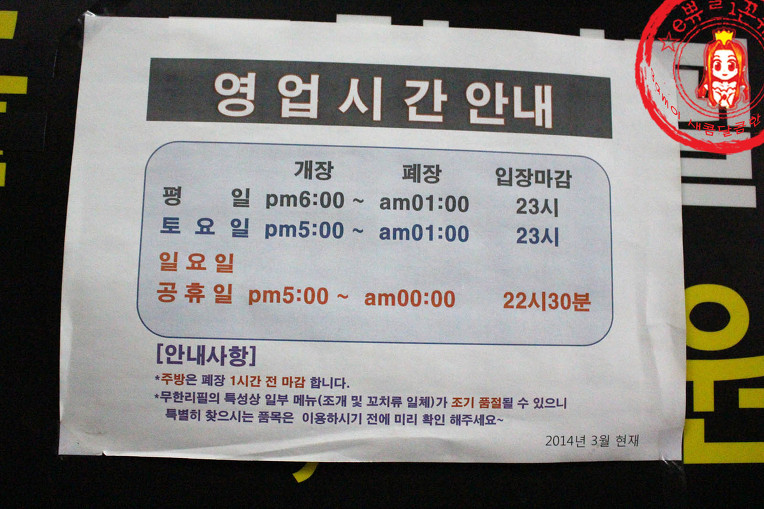 영업시간안내
개장 폐장 입장마감
평 일 pm6:00 ~ am01:00 23시
토 요 일 pm5:00 ~ am01:00 23시
일 요 일
공 휴 일 pm5:00 ~ am00:00 22시30분
[안내사항]
*주방은 폐장 1시간 전 마감 합니다.
*무한리필의 특성상 일부 메뉴(조개 및 꼬치류 일체)가 조기 품절될 수 있으니
특별히 찾으시는 품목은 이용하시기 전에 미리 확인 해주세요~
2014년 3월 현재
원